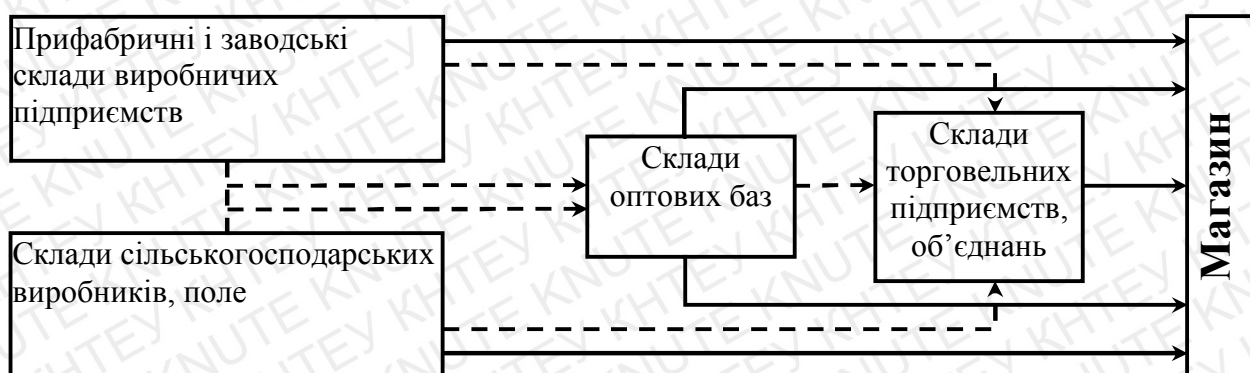 Прифабричні і заводські
склади виробничих
підприємств
Склади
оптових баз
Склади
торговельних
підприємств,
об’єднань
Магазин
Склади сільськогосподарських
виробників, поле